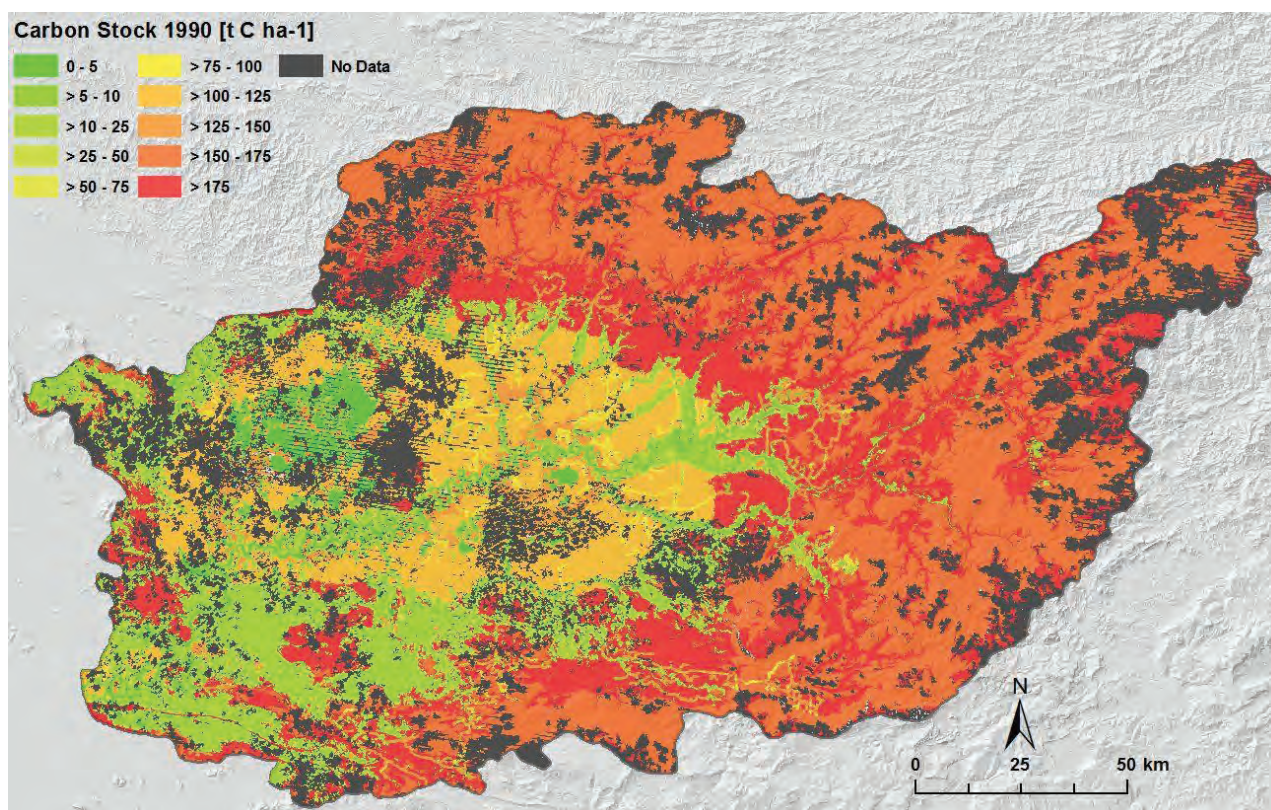 Carbon Stock 1990 [t C ha-1]
0 - 5
> 5 - 10
> 10 - 25
> 25 - 50
> 50 - 75
> 75 - 100
> 100 - 125
> 125 - 150
> 150 - 175
> 175
No Data
N
0 25 50 km